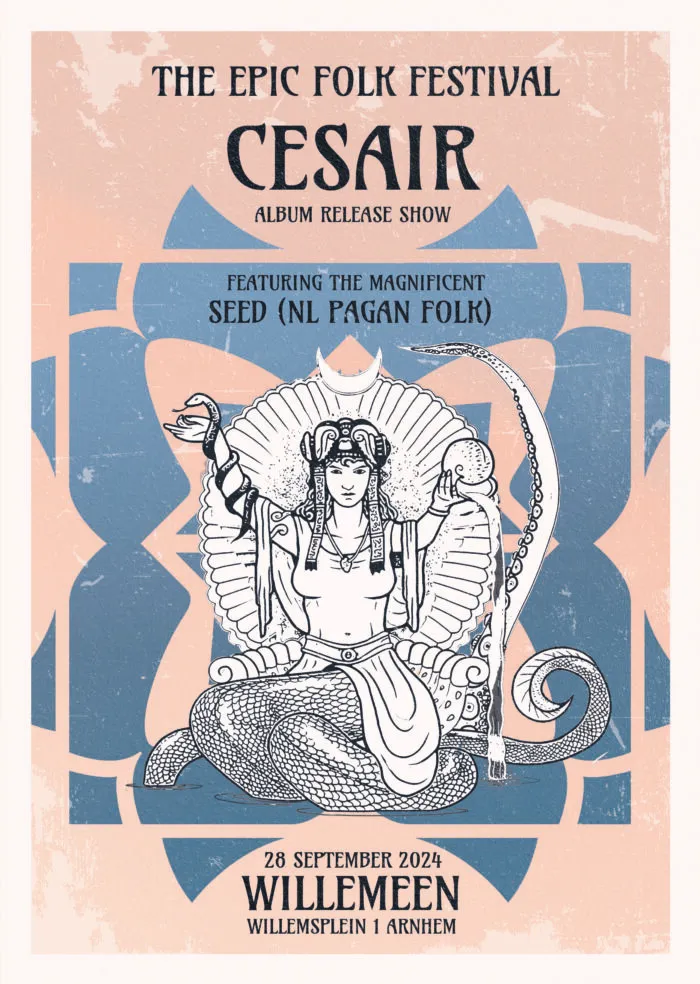 THE EPIC FOLK FESTIVAL
CESAIR
ALBUM RELEASE SHOW
FEATURING THE MAGNIFICENT
SEED (NL PAGAN FOLK)
28 SEPTEMBER 2024
WILLEMEEN
WILLEMSPLEIN 1 ARNHEM